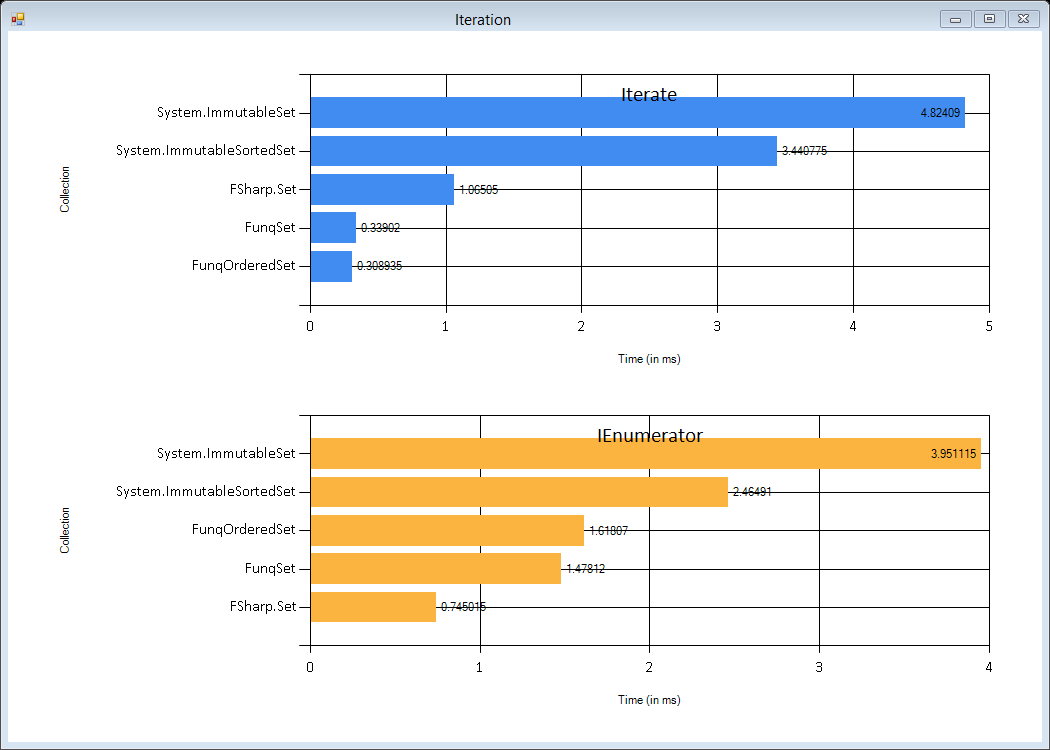 Iteration
Iterate
System.ImmutableSet
4.82409
System.ImmutableSortedSet
3.440775
FSharp.Set
1.06505
FunqSet
0.33902
FunqOrderedSet
0.308935
Collection
0 1 2 3 4 5
Time (in ms)
IEnumerator
System.ImmutableSet
3.951115
System.ImmutableSortedSet
2.46491
FunqOrderedSet
1.61807
FunqSet
1.47812
FSharp.Set
0.745015
Collection
0 1 2 3 4
Time (in ms)